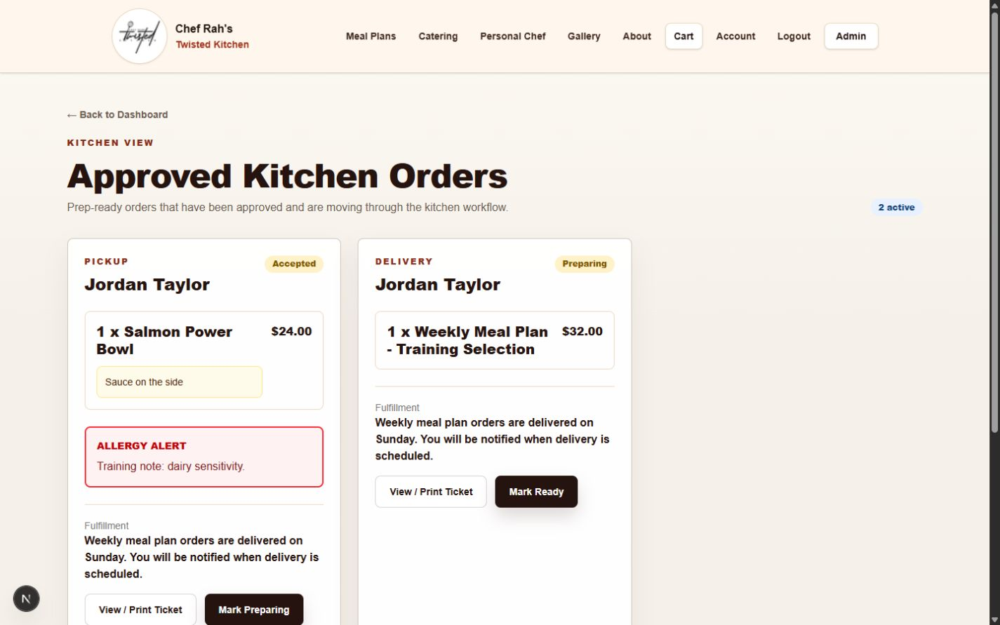 twisted
Chef Rah's
Twisted Kitchen
Meal Plans
Catering
Personal Chef
Gallery
About
Cart
Account
Logout
Admin
← Back to Dashboard
KITCHEN VIEW
Approved Kitchen Orders
Prep-ready orders that have been approved and are moving through the kitchen workflow.
2 active
PICKUP
Accepted
Jordan Taylor
1 x Salmon Power
Bowl
$24.00
Sauce on the side
ALLERGY ALERT
Training note: dairy sensitivity.
Fulfillment
Weekly meal plan orders are delivered on
Sunday. You will be notified when delivery is
scheduled.
View / Print Ticket
Mark Preparing
DELIVERY
Preparing
Jordan Taylor
1 x Weekly Meal Plan
- Training Selection
$32.00
Fulfillment
Weekly meal plan orders are delivered on
Sunday. You will be notified when delivery is
scheduled.
View / Print Ticket
Mark Ready
N